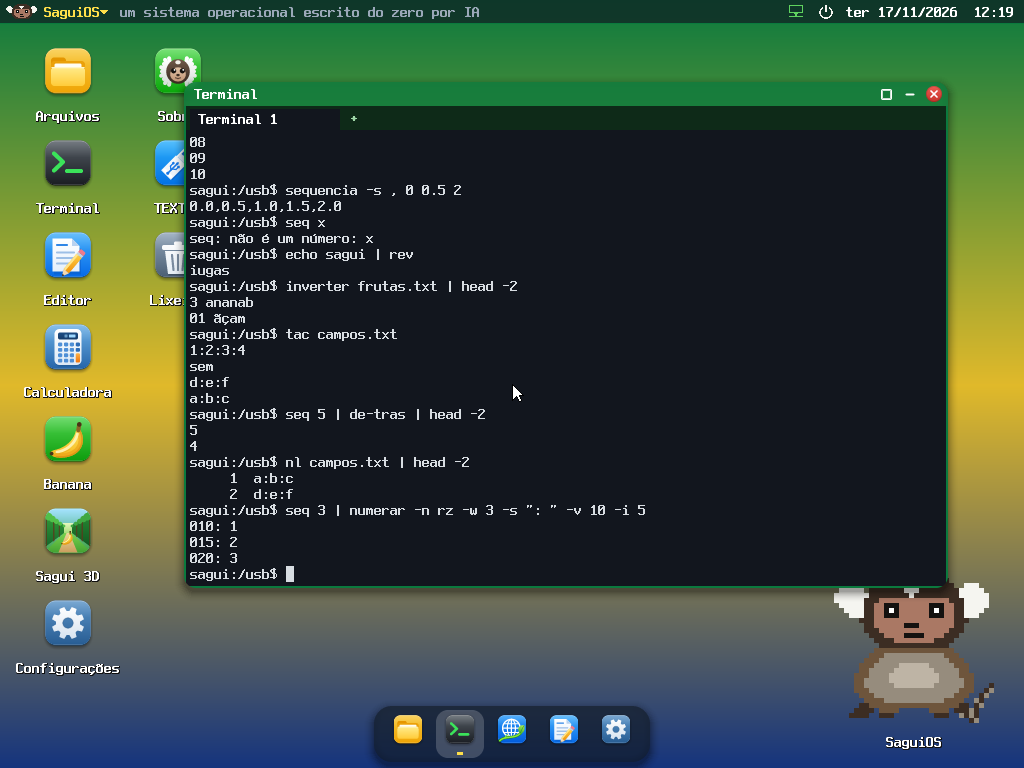 SaguiOS▾ um sistema operacional escrito do zero por IA
ter 17/11/2026 12:19
Arquivos
Terminal
Editor
Calculadora
Banana
Sagui 3D
Configurações
Sob
TEXT
Lixe
Terminal
Terminal 1 +
08
09
10
sagui:/usb$ sequencia -s , 0 0.5 2
0.0,0.5,1.0,1.5,2.0
sagui:/usb$ seq x
seq: não é um número: x
sagui:/usb$ echo sagui | rev
iugas
sagui:/usb$ inverter frutas.txt | head -2
3 ananab
01 ãçam
sagui:/usb$ tac campos.txt
1:2:3:4
sem
d:e:f
a:b:c
sagui:/usb$ seq 5 | de-tras | head -2
5
4
sagui:/usb$ nl campos.txt | head -2
     1  a:b:c
     2  d:e:f
sagui:/usb$ seq 3 | numerar -n rz -w 3 -s ": " -v 10 -i 5
010: 1
015: 2
020: 3
sagui:/usb$
SaguiOS